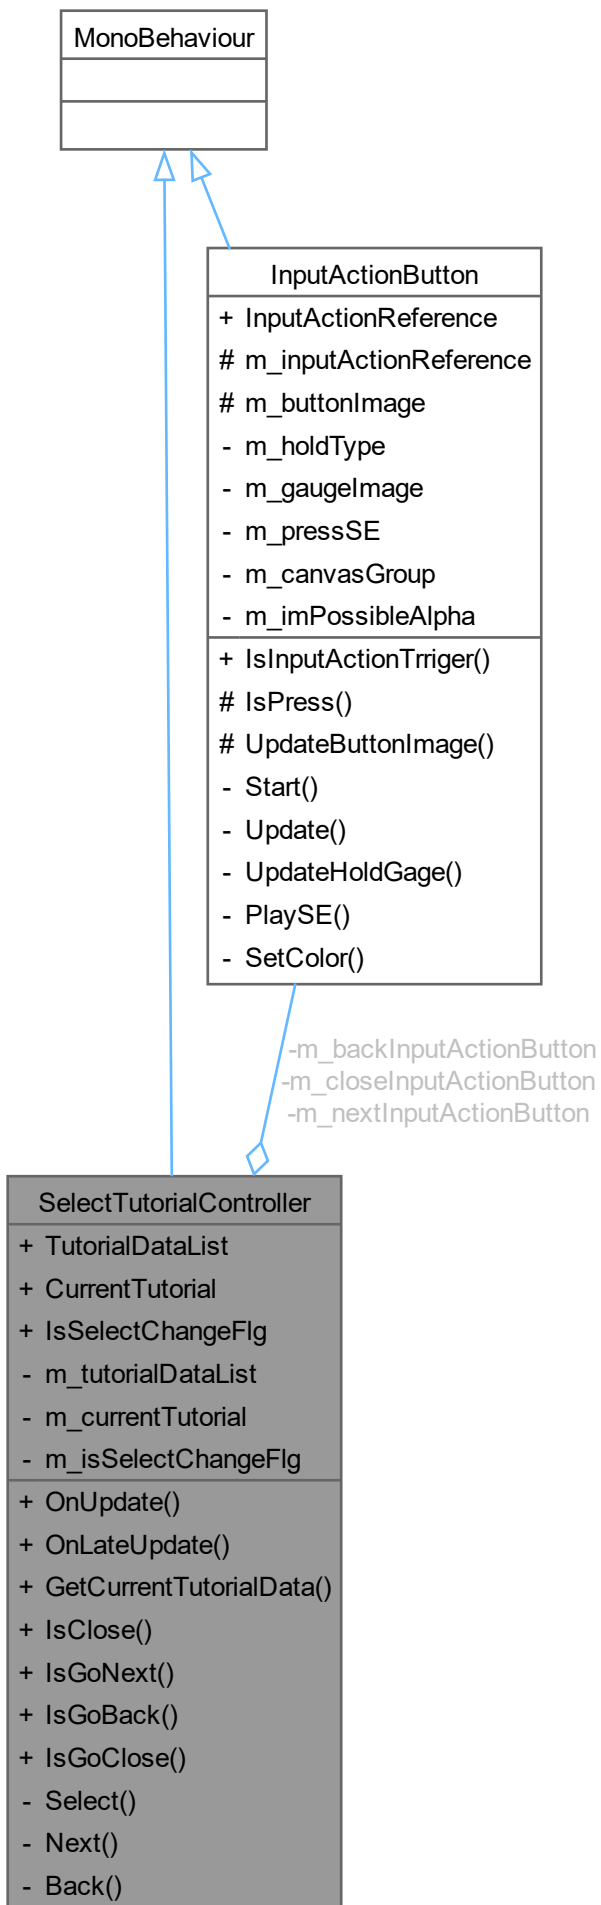 MonoBehaviour
InputActionButton
+ InputActionReference
# m_inputActionReference
# m_buttonImage
- m_holdType
- m_gaugeImage
- m_pressSE
- m_canvasGroup
- m_imPossibleAlpha
+ IsInputActionTrriger()
# IsPress()
# UpdateButtonImage()
- Start()
- Update()
- UpdateHoldGage()
- PlaySE()
- SetColor()
-m_backInputActionButton
-m_closeInputActionButton
-m_nextInputActionButton
SelectTutorialController
+ TutorialDataList
+ CurrentTutorial
+ IsSelectChangeFlg
- m_tutorialDataList
- m_currentTutorial
- m_isSelectChangeFlg
+ OnUpdate()
+ OnLateUpdate()
+ GetCurrentTutorialData()
+ IsClose()
+ IsGoNext()
+ IsGoBack()
+ IsGoClose()
- Select()
- Next()
- Back()